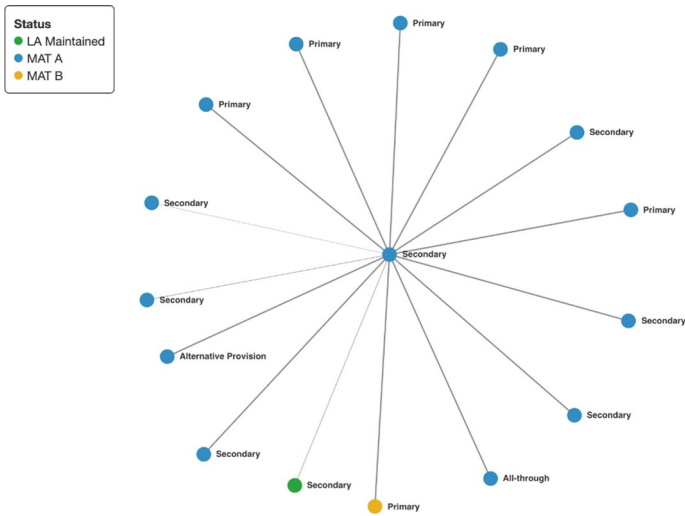 Status
LA Maintained
MAT A
MAT B
Primary
Primary
Primary
Primary
Secondary
Secondary
Primary
Secondary
Secondary
Secondary
Alternative Provision
Secondary
Secondary
All-through
Secondary
Primary